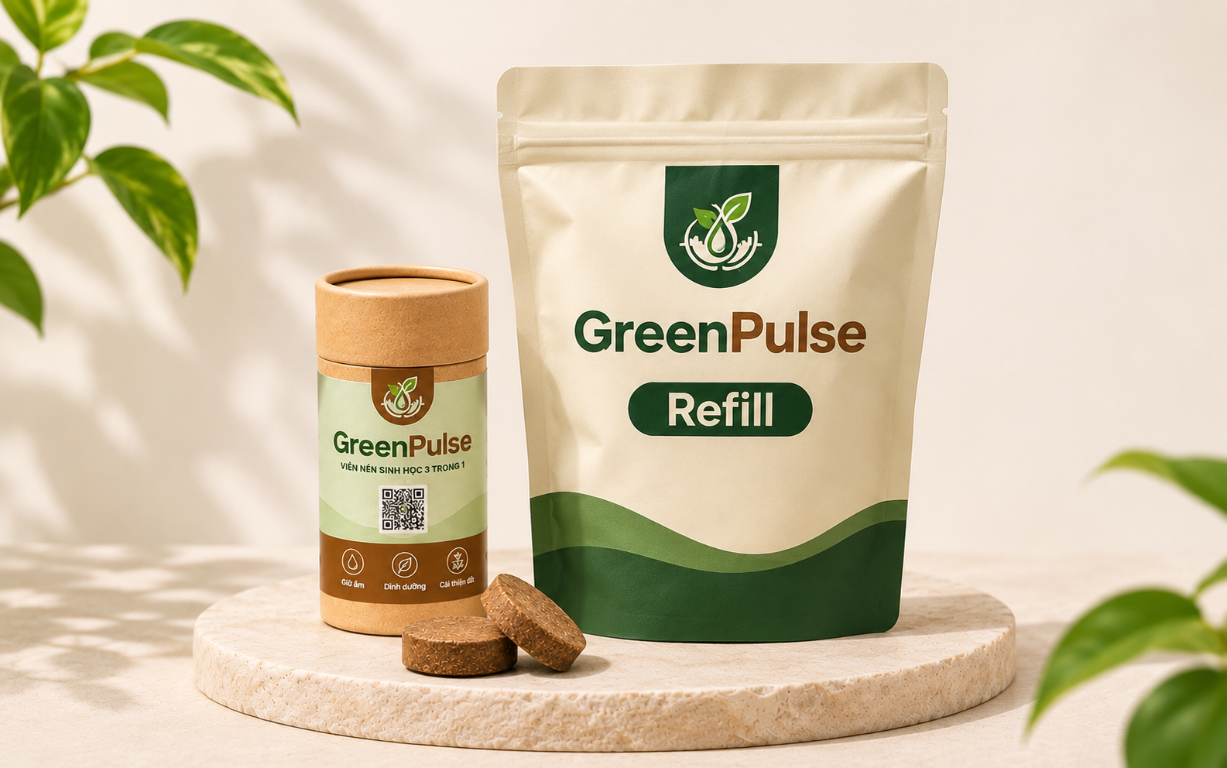 GreenPulse
VIÊN NÉN SINH HỌC 3 TRONG 1
Giữ ẩm
Dinh dưỡng
Cải thiện đất
GreenPulse
Refill